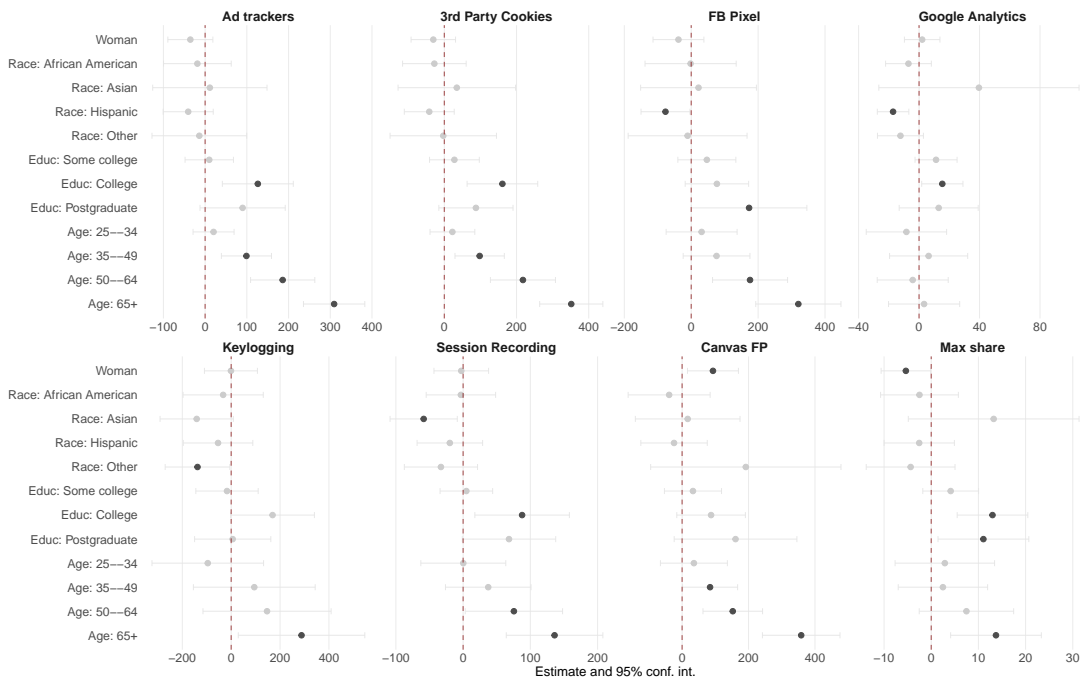 Ad trackers 3rd Party Cookies FB Pixel Google Analytics
Woman
Race: African American
Race: Asian
Race: Hispanic
Race: Other
Educ: Some college
Educ: College
Educ: Postgraduate
Age: 25−−34
Age: 35−−49
Age: 50−−64
Age: 65+
−100 0 100 200 300 400 0 200 400 −200 0 200 400 −40 0 40 80
Keylogging Session Recording Canvas FP Max share
Woman
Race: African American
Race: Asian
Race: Hispanic
Race: Other
Educ: Some college
Educ: College
Educ: Postgraduate
Age: 25−−34
Age: 35−−49
Age: 50−−64
Age: 65+
−200 0 200 400 −100 0 100 200 0 200 400 −10 0 10 20 30
Estimate and 95% conf. int.